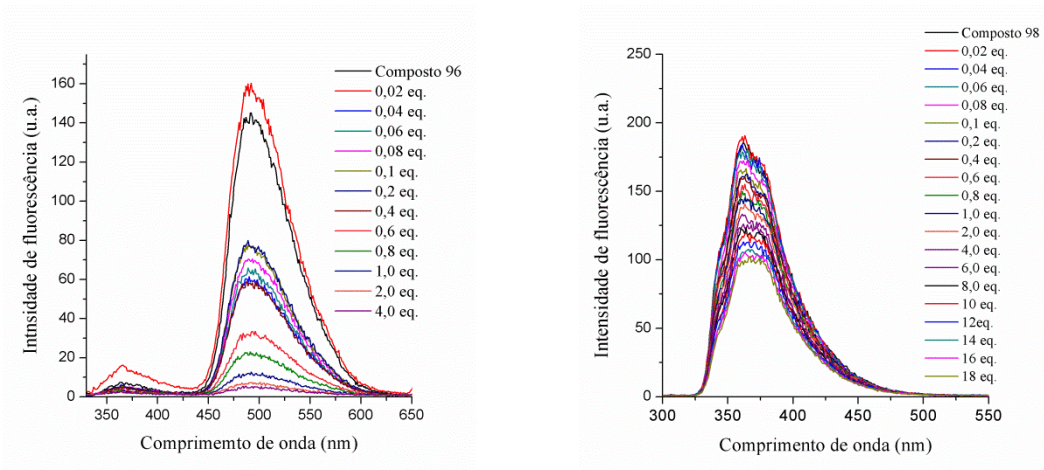 Composto 96
0,02 eq.
0,04 eq.
0,06 eq.
0,08 eq.
0,1 eq.
0,2 eq.
0,4 eq.
0,6 eq.
0,8 eq.
1,0 eq.
2,0 eq.
4,0 eq.
Intnsidade de fluorescência (u.a.)
160
140
120
100
80
60
40
20
0
350 400 450 500 550 600 650
Comprimemto de onda (nm)
Composto 98
0,02 eq.
0,04 eq.
0,06 eq.
0,08 eq.
0,1 eq.
0,2 eq.
0,4 eq.
0,6 eq.
0,8 eq.
1,0 eq.
2,0 eq.
4,0 eq.
6,0 eq.
8,0 eq.
10 eq.
12eq.
14 eq.
16 eq.
18 eq.
Intensidade de fluorescência (u.a.)
250
200
150
100
50
0
300 350 400 450 500 550
Comprimento de onda (nm)